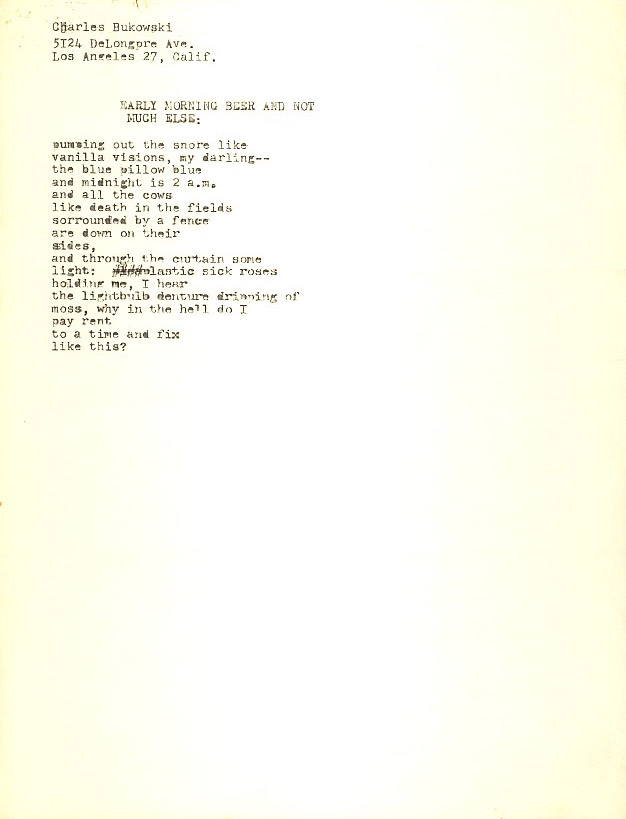 Charles Bukowski
5124 DeLongpre Ave.
Los Angeles 27, Calif.
EARLY MORNING BEER AND NOT
MUCH ELSE:
pumping out the snore like
vanilla visions, my darling--
the blue pillow blue
and midnight is 2 a.m.
and all the cows
like death in the fields
sorrounded by a fence
are down on their
sides,
and through the curtain some
light: plastic sick roses
holding me, I hear
the lightbulb denture dripping of
moss, why in the hell do I
pay rent
to a time and fix
like this?